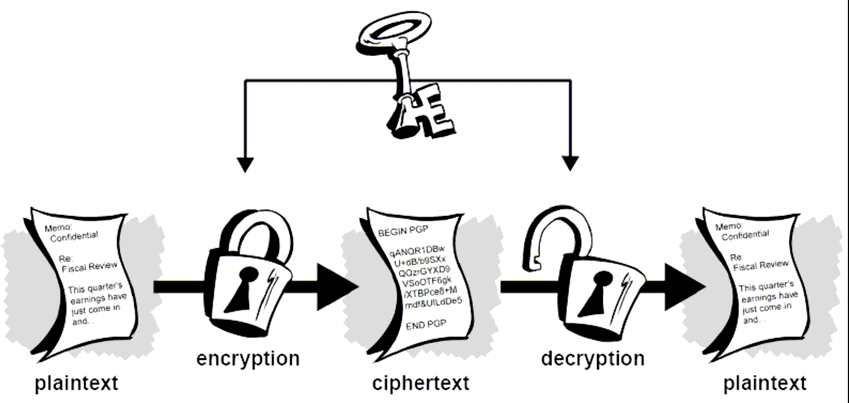 Memo:
Confidential
Re:
Fiscal Review
This quarter's
earnings have
just come in
and...
plaintext
encryption
BEGIN PGP
qANQR1DBw
U+dB/b9SXx
QQzrGYXD9
VSoOTF6gk
/XTBPce8+M
mdf&UILdDe5
END PGP
ciphertext
decryption
Memo:
Confidential
Re:
Fiscal Review
This quarter's
earnings have
just come in
and...
plaintext